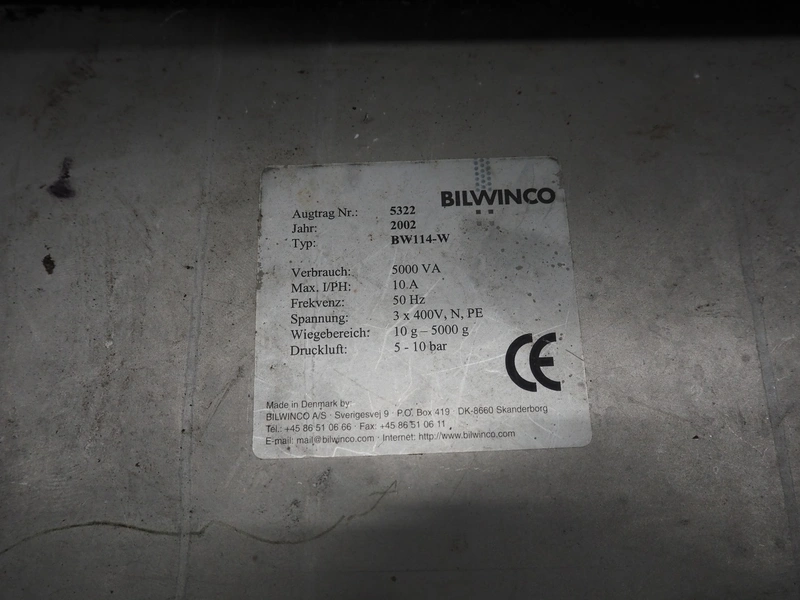 BILWINCO
Augtrag Nr.: 5322
Jahr: 2002
Typ: BW114-W
Verbrauch: 5000 VA
Max. I/PH: 10 A
Frekvenz: 50 Hz
Spannung: 3 x 400V, N, PE
Wiegebereich: 10 g – 5000 g
Druckluft: 5 - 10 bar
CE
Made in Denmark by:
BILWINCO A/S · Sverigesvej 9 · P.O. Box 419 · DK-8660 Skanderborg
Tel.: +45 86 51 06 66 · Fax: +45 86 51 06 11
E-mail: mail@bilwinco.com · Internet: http://www.bilwinco.com